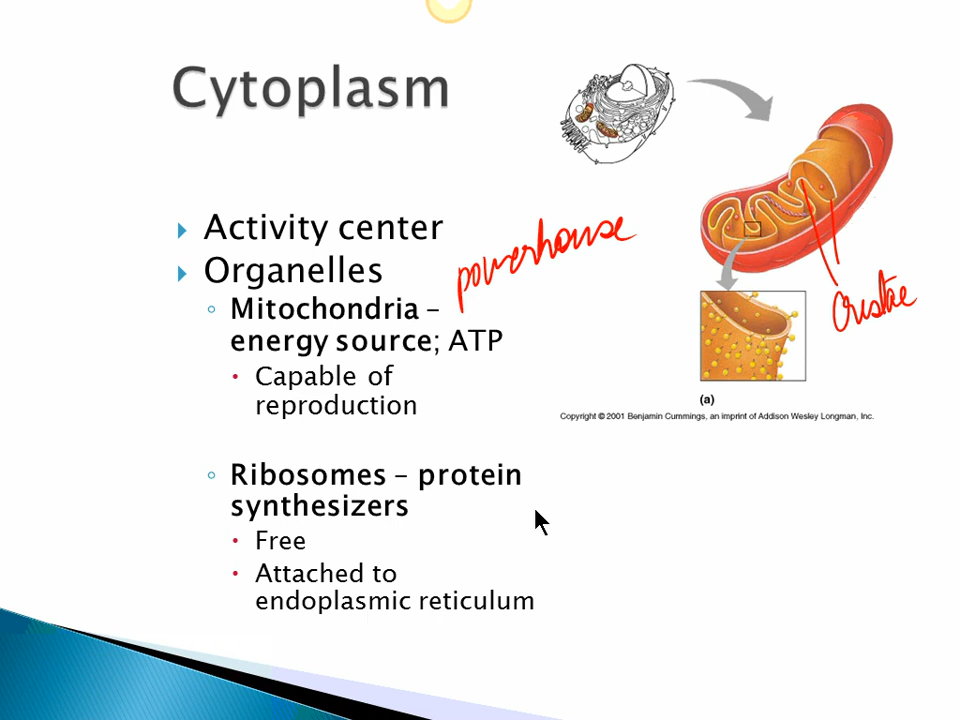 Cytoplasm
Activity center
Organelles
powerhouse
Mitochondria –
energy source; ATP
Capable of
reproduction
Ribosomes – protein
synthesizers
Free
Attached to
endoplasmic reticulum
Cristae
(a)
Copyright © 2001 Benjamin Cummings, an imprint of Addison Wesley Longman, Inc.